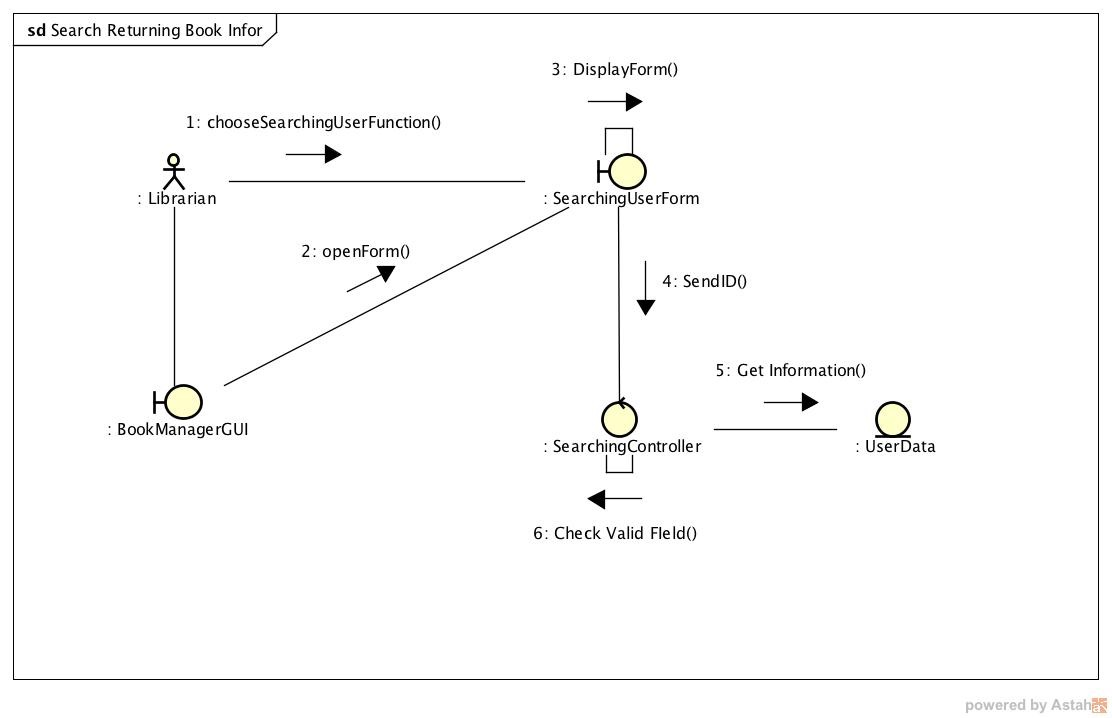 sd Search Returning Book Infor
3: DisplayForm()
1: chooseSearchingUserFunction()
: Librarian
: SearchingUserForm
2: openForm()
4: SendID()
5: Get Information()
: BookManagerGUI
: SearchingController
: UserData
6: Check Valid FIeld()
powered by Astah